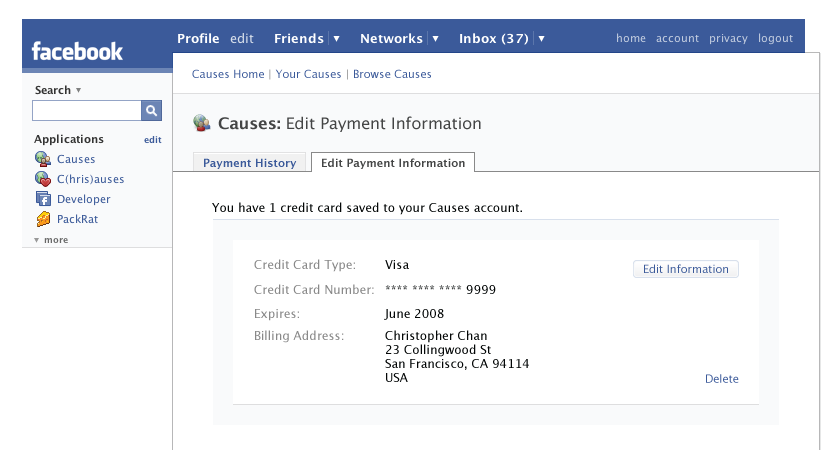 facebook
Profile edit Friends Networks Inbox (37) home account privacy logout
Search
Applications edit
Causes
C(hris)auses
Developer
PackRat
more
Causes Home | Your Causes | Browse Causes
Causes: Edit Payment Information
Payment History Edit Payment Information
You have 1 credit card saved to your Causes account.
Credit Card Type: Visa Edit Information
Credit Card Number: **** **** **** 9999
Expires: June 2008
Billing Address: Christopher Chan
23 Collingwood St
San Francisco, CA 94114
USA Delete